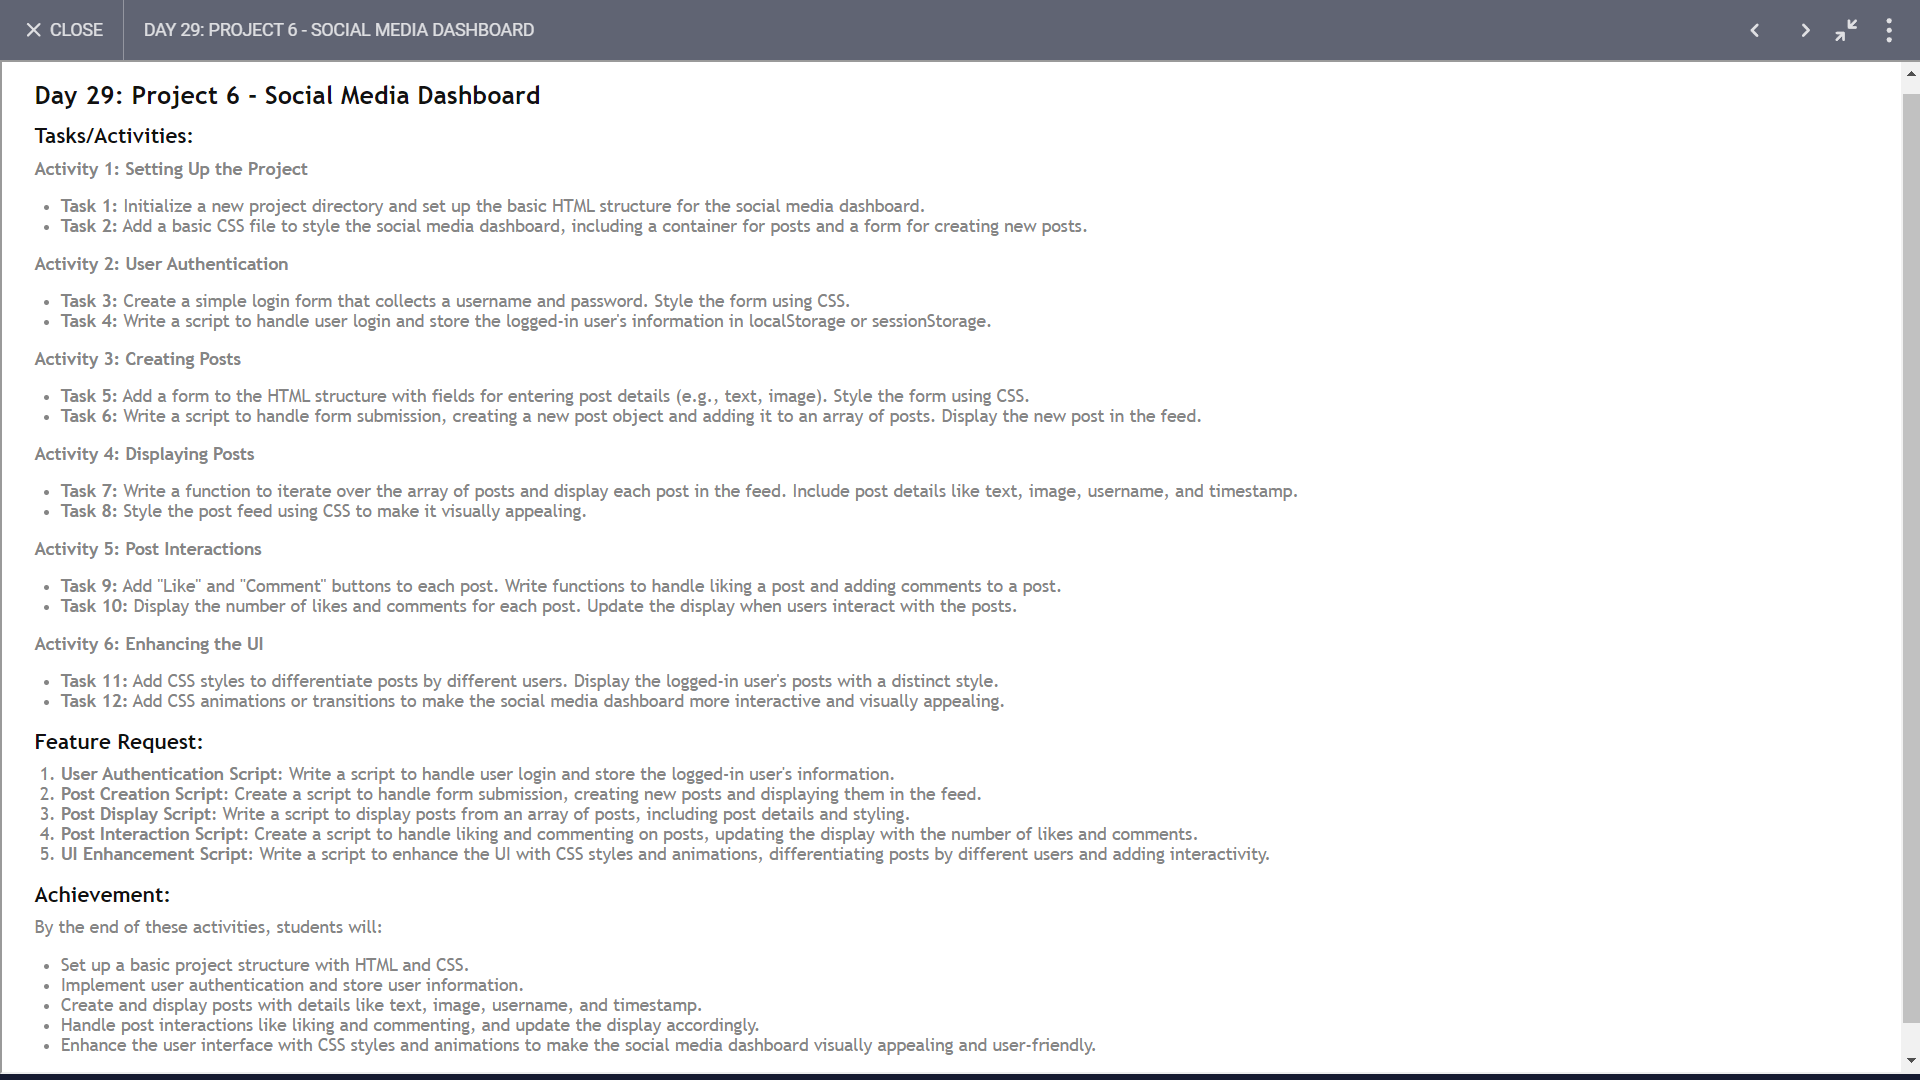 CLOSE
DAY 29: PROJECT 6 - SOCIAL MEDIA DASHBOARD
Day 29: Project 6 - Social Media Dashboard
Tasks/Activities:
Activity 1: Setting Up the Project
Task 1: Initialize a new project directory and set up the basic HTML structure for the social media dashboard.
Task 2: Add a basic CSS file to style the social media dashboard, including a container for posts and a form for creating new posts.
Activity 2: User Authentication
Task 3: Create a simple login form that collects a username and password. Style the form using CSS.
Task 4: Write a script to handle user login and store the logged-in user's information in localStorage or sessionStorage.
Activity 3: Creating Posts
Task 5: Add a form to the HTML structure with fields for entering post details (e.g., text, image). Style the form using CSS.
Task 6: Write a script to handle form submission, creating a new post object and adding it to an array of posts. Display the new post in the feed.
Activity 4: Displaying Posts
Task 7: Write a function to iterate over the array of posts and display each post in the feed. Include post details like text, image, username, and timestamp.
Task 8: Style the post feed using CSS to make it visually appealing.
Activity 5: Post Interactions
Task 9: Add "Like" and "Comment" buttons to each post. Write functions to handle liking a post and adding comments to a post.
Task 10: Display the number of likes and comments for each post. Update the display when users interact with the posts.
Activity 6: Enhancing the UI
Task 11: Add CSS styles to differentiate posts by different users. Display the logged-in user's posts with a distinct style.
Task 12: Add CSS animations or transitions to make the social media dashboard more interactive and visually appealing.
Feature Request:
1. User Authentication Script: Write a script to handle user login and store the logged-in user's information.
2. Post Creation Script: Create a script to handle form submission, creating new posts and displaying them in the feed.
3. Post Display Script: Write a script to display posts from an array of posts, including post details and styling.
4. Post Interaction Script: Create a script to handle liking and commenting on posts, updating the display with the number of likes and comments.
5. UI Enhancement Script: Write a script to enhance the UI with CSS styles and animations, differentiating posts by different users and adding interactivity.
Achievement:
By the end of these activities, students will:
Set up a basic project structure with HTML and CSS.
Implement user authentication and store user information.
Create and display posts with details like text, image, username, and timestamp.
Handle post interactions like liking and commenting, and update the display accordingly.
Enhance the user interface with CSS styles and animations to make the social media dashboard visually appealing and user-friendly.